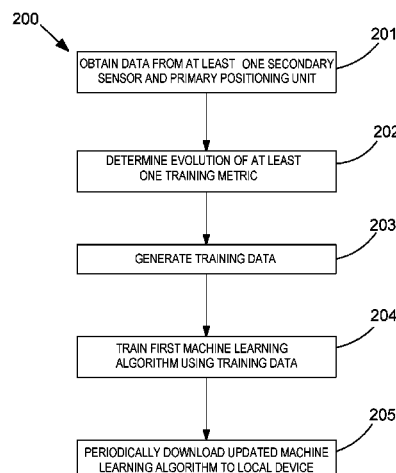 200
201
OBTAIN DATA FROM AT LEAST ONE SECONDARY
SENSOR AND PRIMARY POSITIONING UNIT
202
DETERMINE EVOLUTION OF AT LEAST
ONE TRAINING METRIC
203
GENERATE TRAINING DATA
204
TRAIN FIRST MACHINE LEARNING
ALGORITHM USING TRAINING DATA
205
PERIODICALLY DOWNLOAD UPDATED MACHINE
LEARNING ALGORITHM TO LOCAL DEVICE